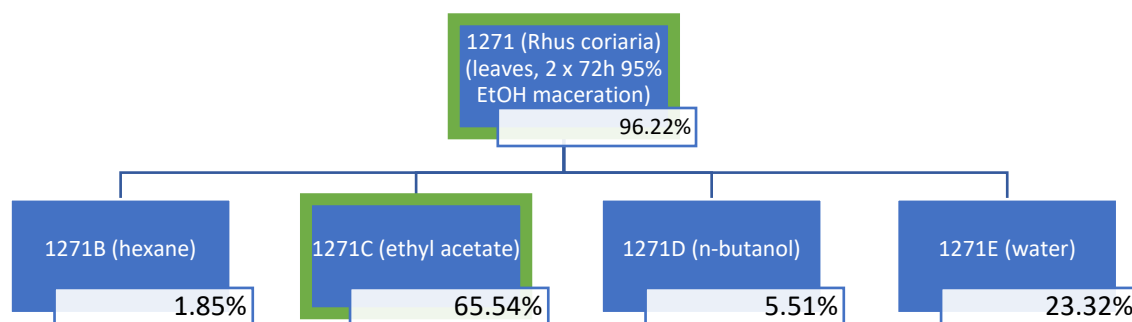 1271 (Rhus coriaria)
(leaves, 2 x 72h 95%
EtOH maceration)
96.22%
1271B (hexane)
1.85%
1271C (ethyl acetate)
65.54%
1271D (n-butanol)
5.51%
1271E (water)
23.32%